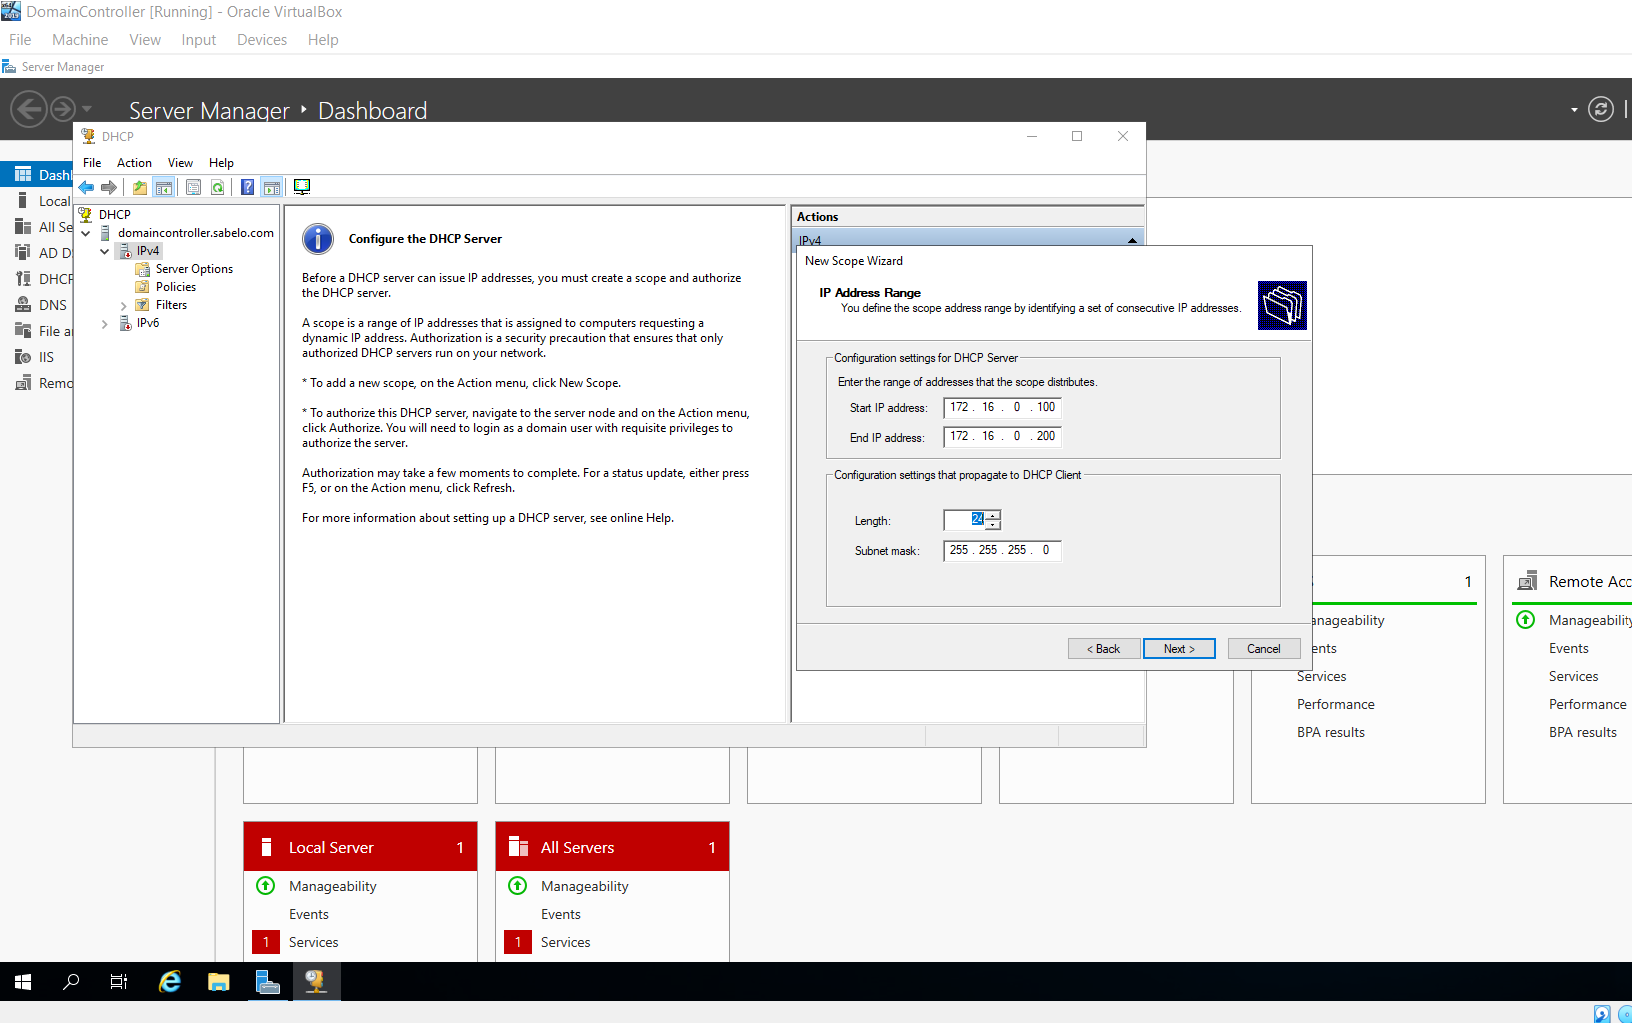 DomainController [Running] - Oracle VirtualBox
File Machine View Input Devices Help
Server Manager
Server Manager Dashboard
DHCP
File Action View Help
DHCP
domaincontroller.sabelo.com
IPv4
Server Options
Policies
Filters
IPv6
Configure the DHCP Server
Before a DHCP server can issue IP addresses, you must create a scope and authorize
the DHCP server.
A scope is a range of IP addresses that is assigned to computers requesting a
dynamic IP address. Authorization is a security precaution that ensures that only
authorized DHCP servers run on your network.
* To add a new scope, on the Action menu, click New Scope.
* To authorize this DHCP server, navigate to the server node and on the Action menu,
click Authorize. You will need to login as a domain user with requisite privileges to
authorize the server.
Authorization may take a few moments to complete. For a status update, either press
F5, or on the Action menu, click Refresh.
For more information about setting up a DHCP server, see online Help.
Actions
IPv4
New Scope Wizard
IP Address Range
You define the scope address range by identifying a set of consecutive IP addresses.
Configuration settings for DHCP Server
Enter the range of addresses that the scope distributes.
Start IP address: 172 . 16 . 0 . 100
End IP address: 172 . 16 . 0 . 200
Configuration settings that propagate to DHCP Client
Length: 24
Subnet mask: 255 . 255 . 255 . 0
< Back Next > Cancel
Dash
Local
All Se
AD D
DHCP
DNS
File a
IIS
Remo
1
anageability
ents
Services
Performance
BPA results
Remote Acc
Manageability
Events
Services
Performance
BPA results
Local Server 1
Manageability
Events
1 Services
All Servers 1
Manageability
Events
1 Services